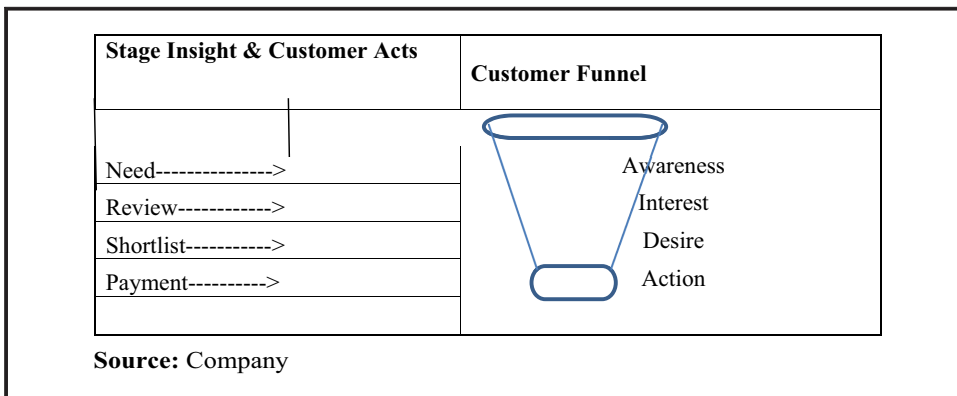 Stage Insight & Customer Acts
Customer Funnel
Need--------------->
Awareness
Review------------>
Interest
Shortlist----------->
Desire
Payment---------->
Action
Source: Company